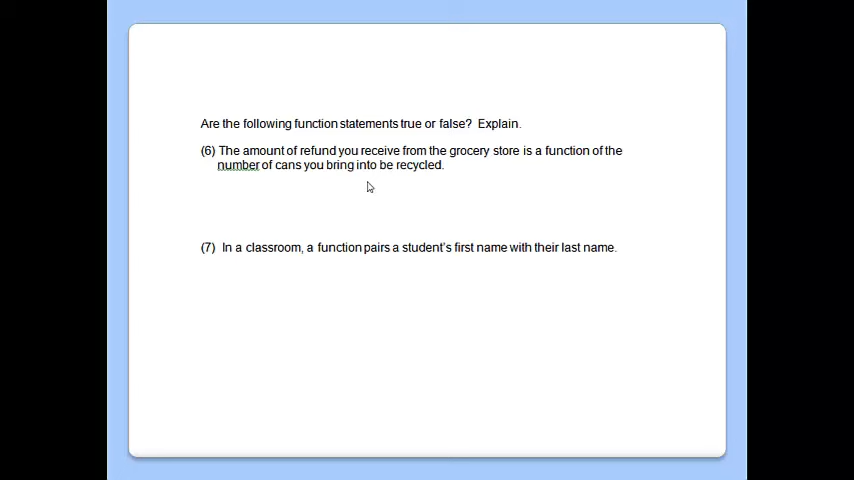 Are the following function statements true or false?  Explain.
(6) The amount of refund you receive from the grocery store is a function of the
number of cans you bring into be recycled.
(7)  In a classroom, a function pairs a student's first name with their last name.